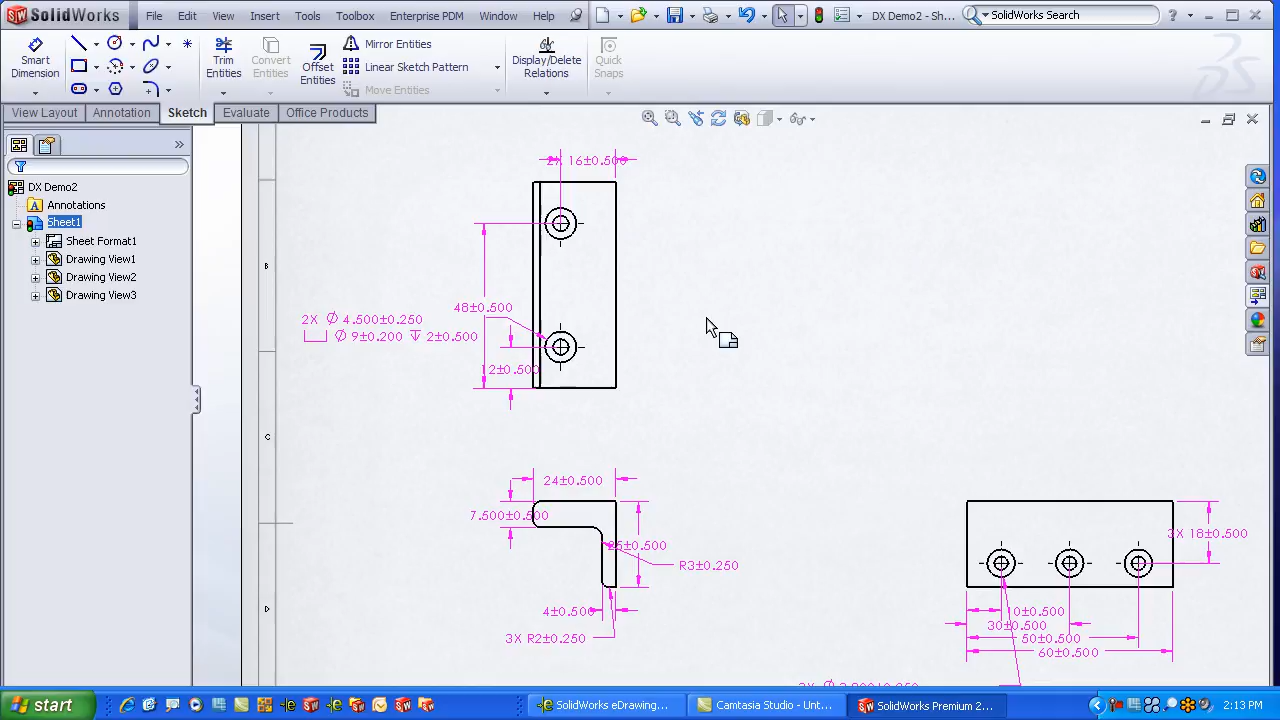 SolidWorks File Edit View Insert Tools Toolbox Enterprise PDM Window Help DX Demo2 - Sh... SolidWorks Search
Smart Dimension
Trim Entities
Convert Entities
Offset Entities
Mirror Entities
Linear Sketch Pattern
Move Entities
Display/Delete Relations
Quick Snaps
View Layout Annotation Sketch Evaluate Office Products
DX Demo2
Annotations
Sheet1
Sheet Format1
Drawing View1
Drawing View2
Drawing View3
2X 16±0.500
B
48±0.500
2X Ø 4.500±0.250
⌴ Ø 9±0.200 ↧ 2±0.500
12±0.500
C
24±0.500
7.500±0.500
25±0.500
R3±0.250
4±0.500
3X R2±0.250
D
3X 18±0.500
10±0.500
30±0.500
50±0.500
60±0.500
start SolidWorks eDrawing... Camtasia Studio - Unt... SolidWorks Premium 2... 2:13 PM